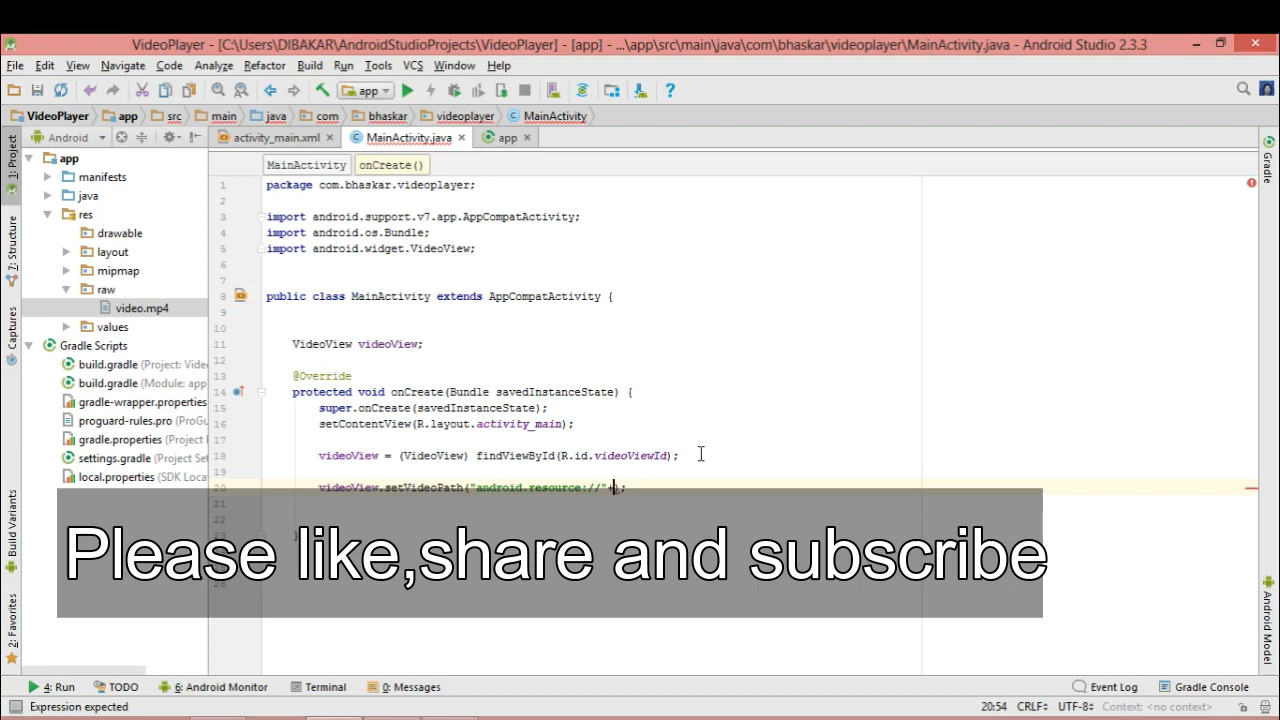 VideoPlayer - [C:\Users\DIBAKAR\AndroidStudioProjects\VideoPlayer] - [app] - ...\app\src\main\java\com\bhaskar\videoplayer\MainActivity.java - Android Studio 2.3.3
File Edit View Navigate Code Analyze Refactor Build Run Tools VCS Window Help
app
VideoPlayer app src main java com bhaskar videoplayer MainActivity
Android activity_main.xml MainActivity.java app
MainActivity onCreate()
1: Project
7: Structure
Captures
Build Variants
2: Favorites
app
manifests
java
res
drawable
layout
mipmap
raw
video.mp4
values
Gradle Scripts
build.gradle (Project: Vide
build.gradle (Module: app
gradle-wrapper.properties
proguard-rules.pro (ProGu
gradle.properties (Project
settings.gradle (Project Set
local.properties (SDK Locat
1 package com.bhaskar.videoplayer;
2
3 import android.support.v7.app.AppCompatActivity;
4 import android.os.Bundle;
5 import android.widget.VideoView;
6
7
8 public class MainActivity extends AppCompatActivity {
9
10
11 VideoView videoView;
12
13 @Override
14 protected void onCreate(Bundle savedInstanceState) {
15 super.onCreate(savedInstanceState);
16 setContentView(R.layout.activity_main);
17
18 videoView = (VideoView) findViewById(R.id.videoViewId);
19
20 videoView.setVideoPath("android.resource://"+);
21
22
23
Please like,share and subscribe
Gradle
Android Model
4: Run TODO 6: Android Monitor Terminal 0: Messages Event Log Gradle Console
Expression expected 20:54 CRLF÷ UTF-8÷ Context: <no context>